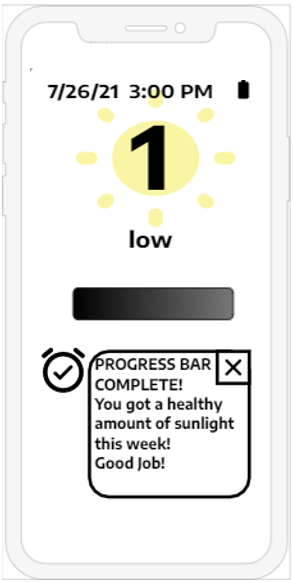 7/26/21 3:00 PM
1
low
PROGRESS BAR
COMPLETE!
You got a healthy
amount of sunlight
this week!
Good Job!